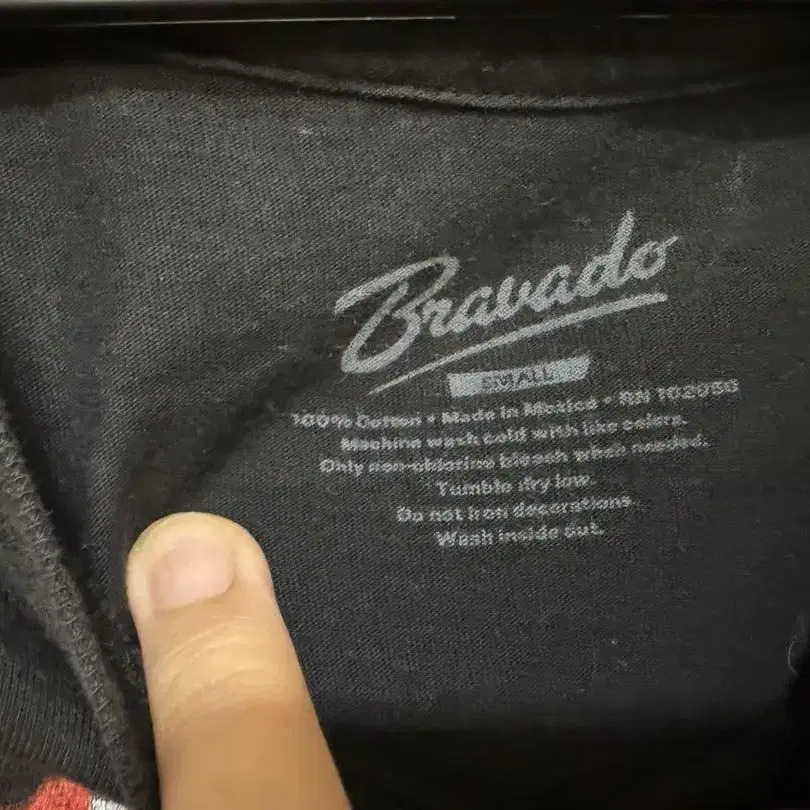 Bravado
SMALL
100% Cotton • Made in Mexico • RN 102056
Machine wash cold with like colors.
Only non-chlorine bleach when needed.
Tumble dry low.
Do not iron decorations.
Wash inside out.